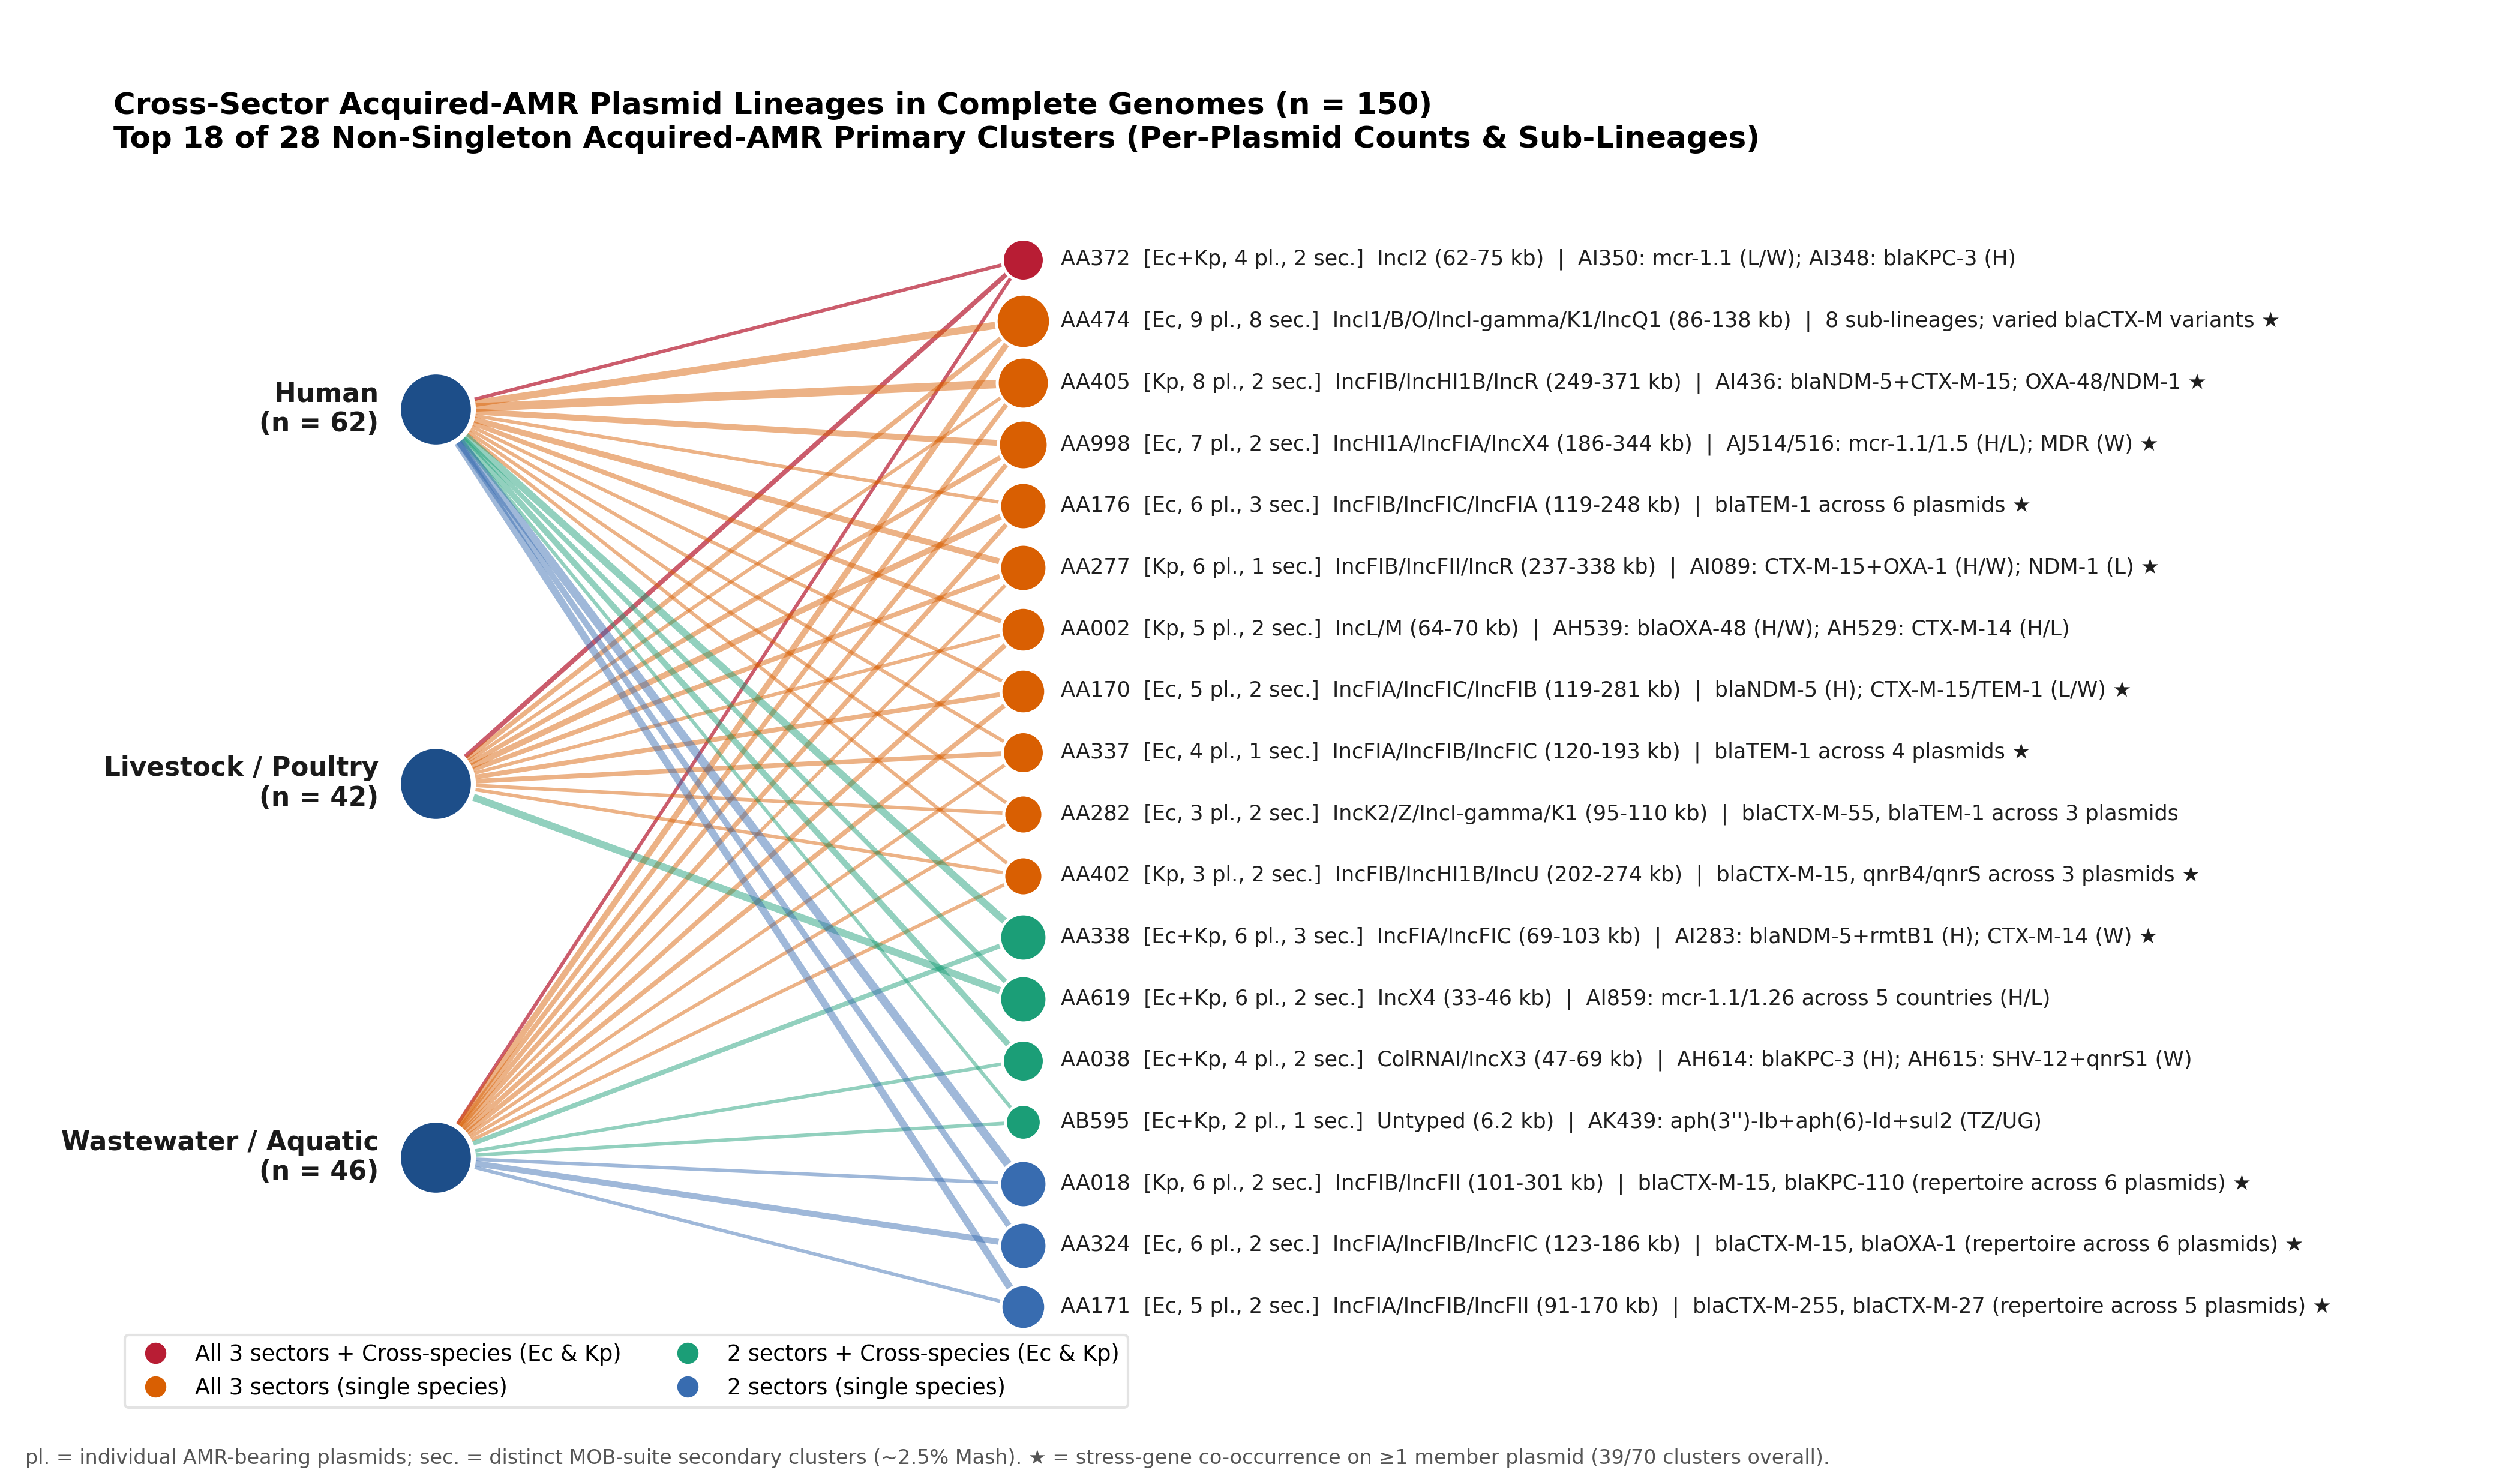 Cross-Sector Acquired-AMR Plasmid Lineages in Complete Genomes (n = 150)
Top 18 of 28 Non-Singleton Acquired-AMR Primary Clusters (Per-Plasmid Counts & Sub-Lineages)
Human
(n = 62)
Livestock / Poultry
(n = 42)
Wastewater / Aquatic
(n = 46)
AA372 [Ec+Kp, 4 pl., 2 sec.] IncI2 (62-75 kb) | AI350: mcr-1.1 (L/W); AI348: blaKPC-3 (H)
AA474 [Ec, 9 pl., 8 sec.] IncI1/B/O/IncI-gamma/K1/IncQ1 (86-138 kb) | 8 sub-lineages; varied blaCTX-M variants ★
AA405 [Kp, 8 pl., 2 sec.] IncFIB/IncHI1B/IncR (249-371 kb) | AI436: blaNDM-5+CTX-M-15; OXA-48/NDM-1 ★
AA998 [Ec, 7 pl., 2 sec.] IncHI1A/IncFIA/IncX4 (186-344 kb) | AJ514/516: mcr-1.1/1.5 (H/L); MDR (W) ★
AA176 [Ec, 6 pl., 3 sec.] IncFIB/IncFIC/IncFIA (119-248 kb) | blaTEM-1 across 6 plasmids ★
AA277 [Kp, 6 pl., 1 sec.] IncFIB/IncFII/IncR (237-338 kb) | AI089: CTX-M-15+OXA-1 (H/W); NDM-1 (L) ★
AA002 [Kp, 5 pl., 2 sec.] IncL/M (64-70 kb) | AH539: blaOXA-48 (H/W); AH529: CTX-M-14 (H/L)
AA170 [Ec, 5 pl., 2 sec.] IncFIA/IncFIC/IncFIB (119-281 kb) | blaNDM-5 (H); CTX-M-15/TEM-1 (L/W) ★
AA337 [Ec, 4 pl., 1 sec.] IncFIA/IncFIB/IncFIC (120-193 kb) | blaTEM-1 across 4 plasmids ★
AA282 [Ec, 3 pl., 2 sec.] IncK2/Z/IncI-gamma/K1 (95-110 kb) | blaCTX-M-55, blaTEM-1 across 3 plasmids
AA402 [Kp, 3 pl., 2 sec.] IncFIB/IncHI1B/IncU (202-274 kb) | blaCTX-M-15, qnrB4/qnrS across 3 plasmids ★
AA338 [Ec+Kp, 6 pl., 3 sec.] IncFIA/IncFIC (69-103 kb) | AI283: blaNDM-5+rmtB1 (H); CTX-M-14 (W) ★
AA619 [Ec+Kp, 6 pl., 2 sec.] IncX4 (33-46 kb) | AI859: mcr-1.1/1.26 across 5 countries (H/L)
AA038 [Ec+Kp, 4 pl., 2 sec.] ColRNAI/IncX3 (47-69 kb) | AH614: blaKPC-3 (H); AH615: SHV-12+qnrS1 (W)
AB595 [Ec+Kp, 2 pl., 1 sec.] Untyped (6.2 kb) | AK439: aph(3'')-Ib+aph(6)-Id+sul2 (TZ/UG)
AA018 [Kp, 6 pl., 2 sec.] IncFIB/IncFII (101-301 kb) | blaCTX-M-15, blaKPC-110 (repertoire across 6 plasmids) ★
AA324 [Ec, 6 pl., 2 sec.] IncFIA/IncFIB/IncFIC (123-186 kb) | blaCTX-M-15, blaOXA-1 (repertoire across 6 plasmids) ★
AA171 [Ec, 5 pl., 2 sec.] IncFIA/IncFIB/IncFII (91-170 kb) | blaCTX-M-255, blaCTX-M-27 (repertoire across 5 plasmids) ★
All 3 sectors + Cross-species (Ec & Kp)
All 3 sectors (single species)
2 sectors + Cross-species (Ec & Kp)
2 sectors (single species)
pl. = individual AMR-bearing plasmids; sec. = distinct MOB-suite secondary clusters (~2.5% Mash). ★ = stress-gene co-occurrence on ≥1 member plasmid (39/70 clusters overall).